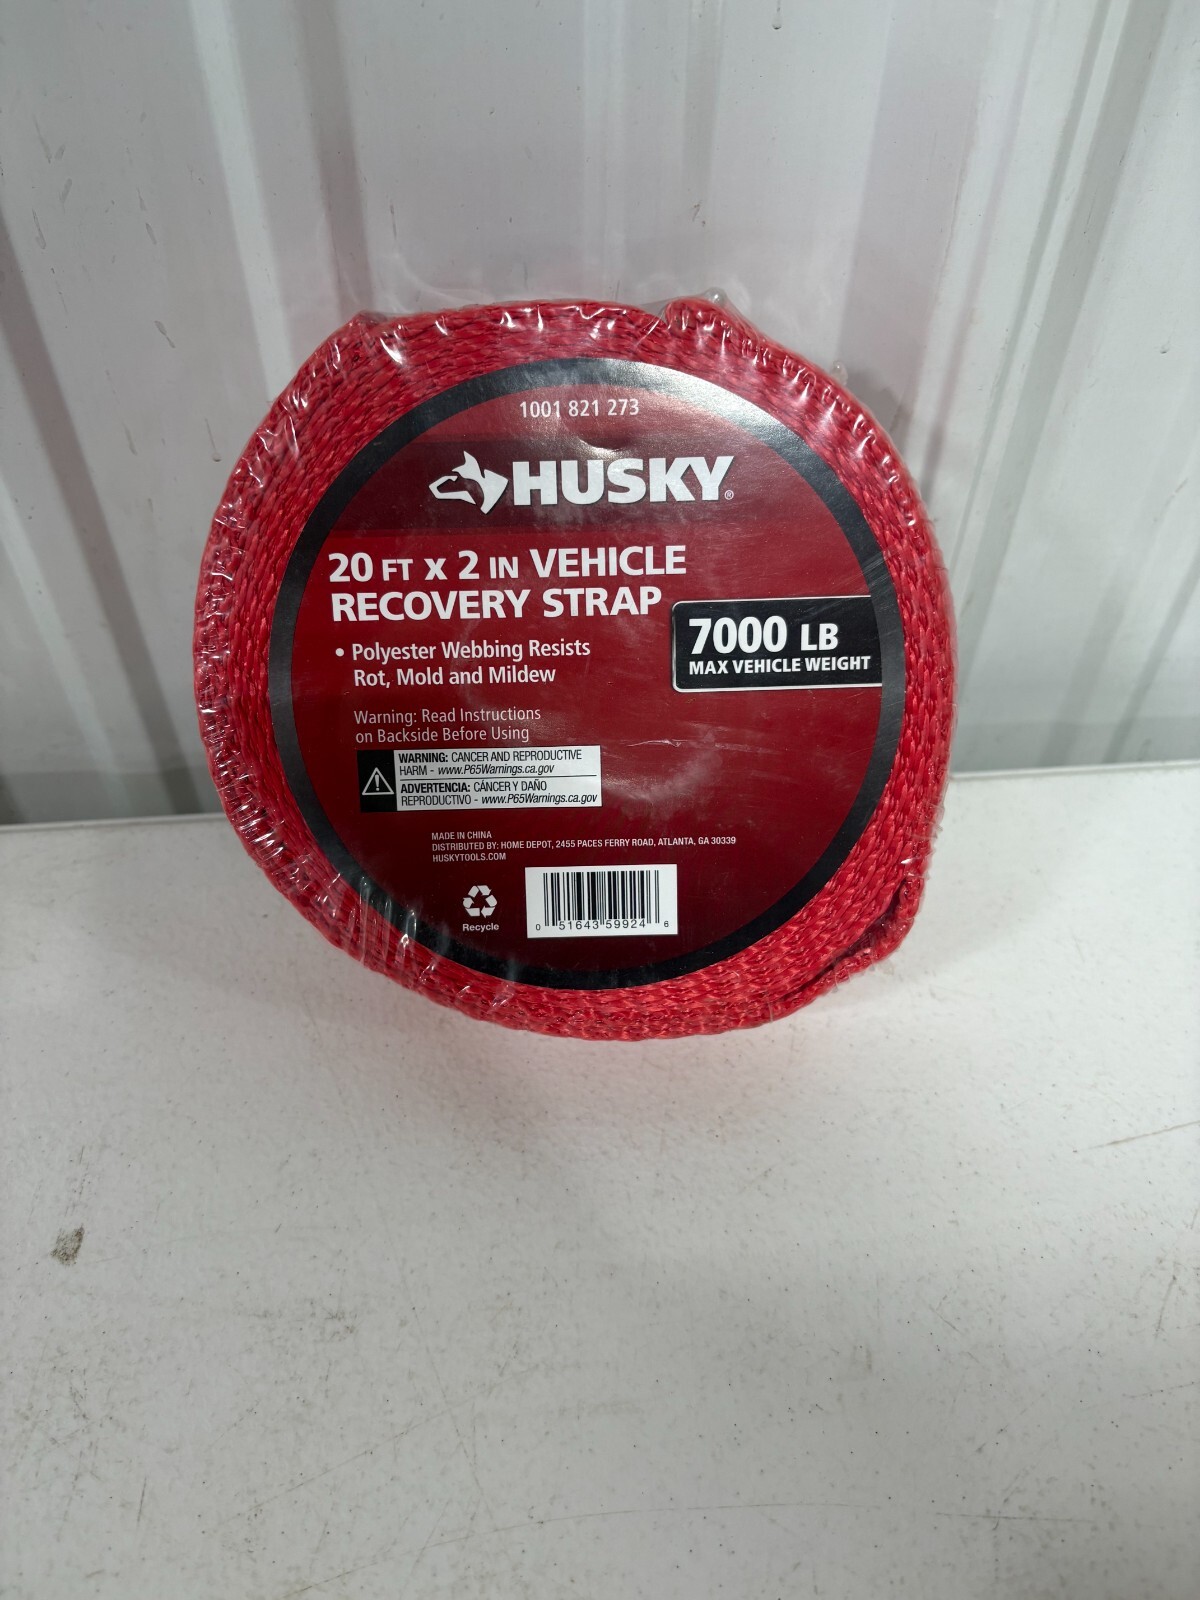 1001 821 273
HUSKY®
20 FT X 2 IN VEHICLE
RECOVERY STRAP
• Polyester Webbing Resists
Rot, Mold and Mildew
7000 LB
MAX VEHICLE WEIGHT
Warning: Read Instructions
on Backside Before Using
WARNING: CANCER AND REPRODUCTIVE
HARM - www.P65Warnings.ca.gov
ADVERTENCIA: CÁNCER Y DAÑO
REPRODUCTIVO - www.P65Warnings.ca.gov
MADE IN CHINA
DISTRIBUTED BY: HOME DEPOT, 2455 PACES FERRY ROAD, ATLANTA, GA 30339
HUSKYTOOLS.COM
Recycle
0 51643 59924 6